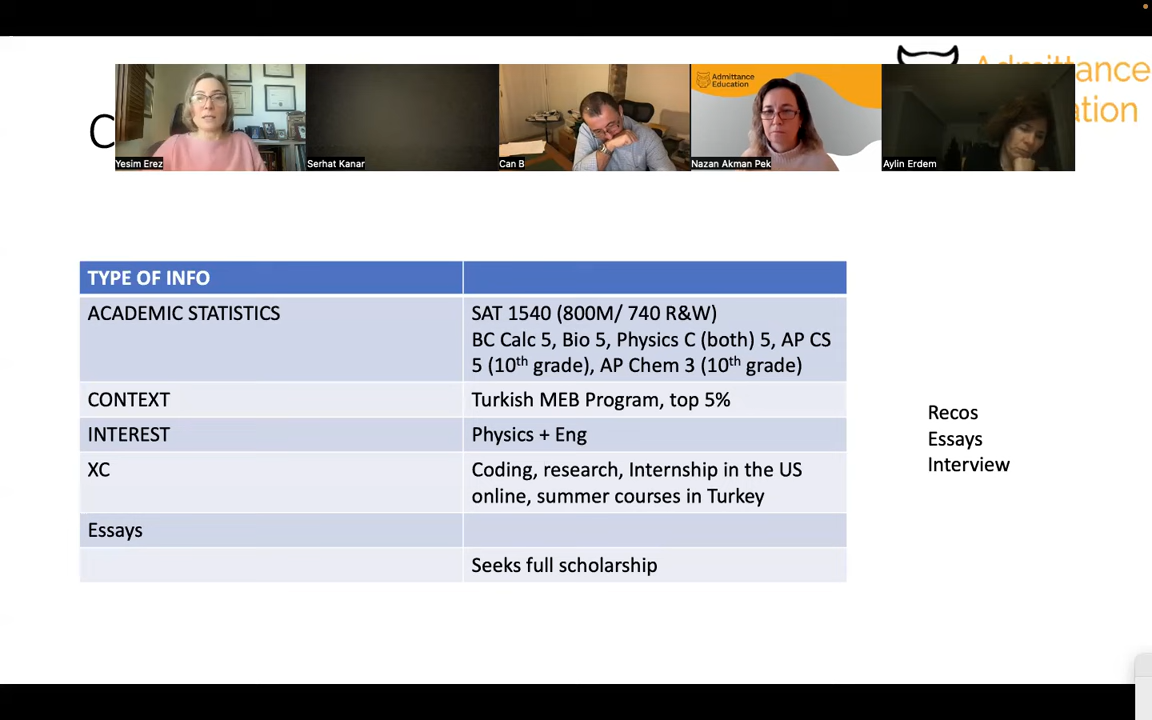 Admittance
Education
C
Admittance
Education
Yesim Erez
Serhat Kanar
Can B
Nazan Akman Pek
Aylin Erdem
TYPE OF INFO
ACADEMIC STATISTICS
SAT 1540 (800M/ 740 R&W)
BC Calc 5, Bio 5, Physics C (both) 5, AP CS
5 (10th grade), AP Chem 3 (10th grade)
CONTEXT
Turkish MEB Program, top 5%
INTEREST
Physics + Eng
XC
Coding, research, Internship in the US
online, summer courses in Turkey
Essays
Seeks full scholarship
Recos
Essays
Interview